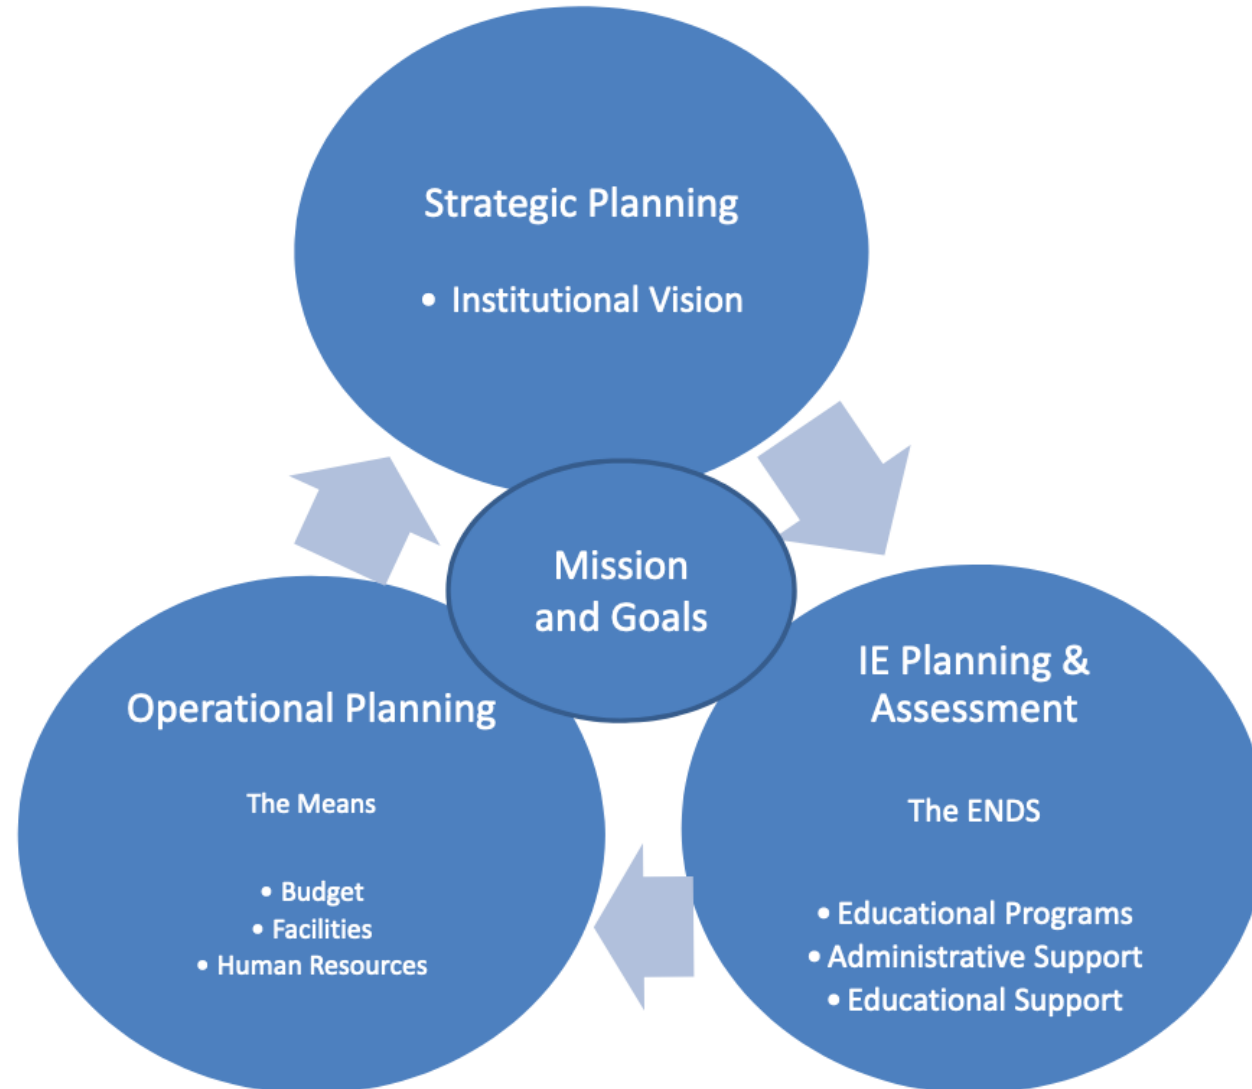 Strategic Planning
• Institutional Vision
Mission
and Goals
Operational Planning
The Means
• Budget
• Facilities
• Human Resources
IE Planning &
Assessment
The ENDS
• Educational Programs
• Administrative Support
• Educational Support